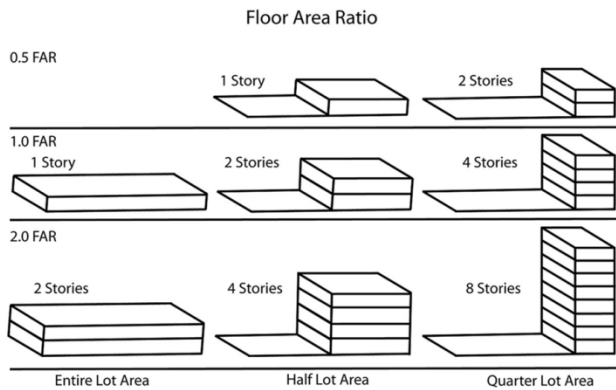 Floor Area Ratio
0.5 FAR
1 Story
2 Stories
1.0 FAR
1 Story
2 Stories
4 Stories
2.0 FAR
2 Stories
4 Stories
8 Stories
Entire Lot Area
Half Lot Area
Quarter Lot Area